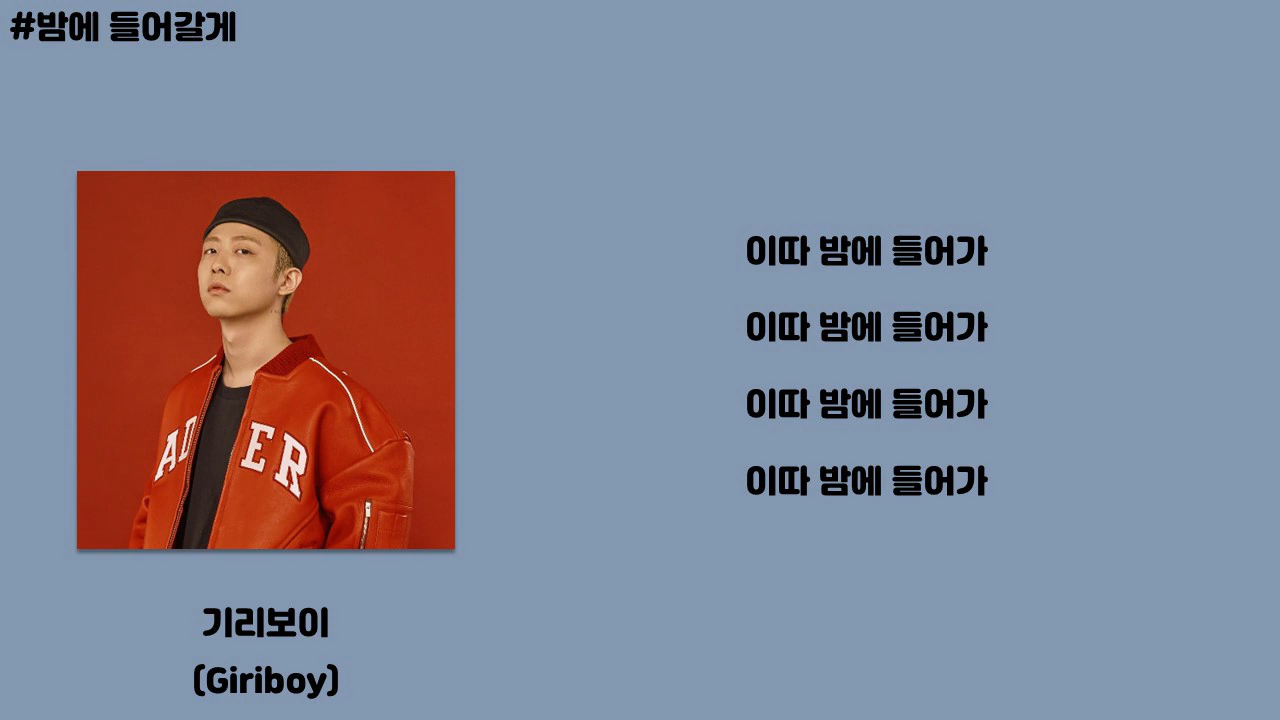 #밤에 들어갈게
AD ER
이따 밤에 들어가
이따 밤에 들어가
이따 밤에 들어가
이따 밤에 들어가
기리보이
(Giriboy)